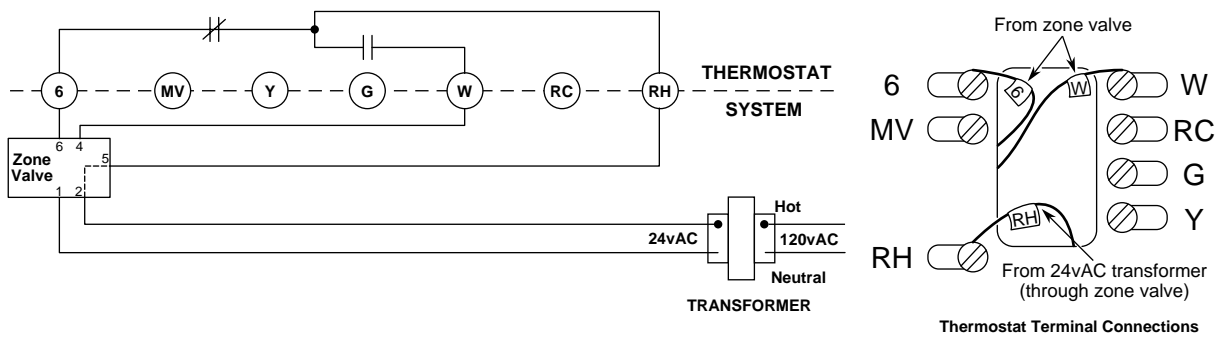 THERMOSTAT
6 MV Y G W RC RH
SYSTEM
6 4
5
Zone
Valve
1 2
Hot
24vAC 120vAC
Neutral
TRANSFORMER
From zone valve
6 W
6 W
MV RC
G
Y
RH
RH
From 24vAC transformer
(through zone valve)
Thermostat Terminal Connections